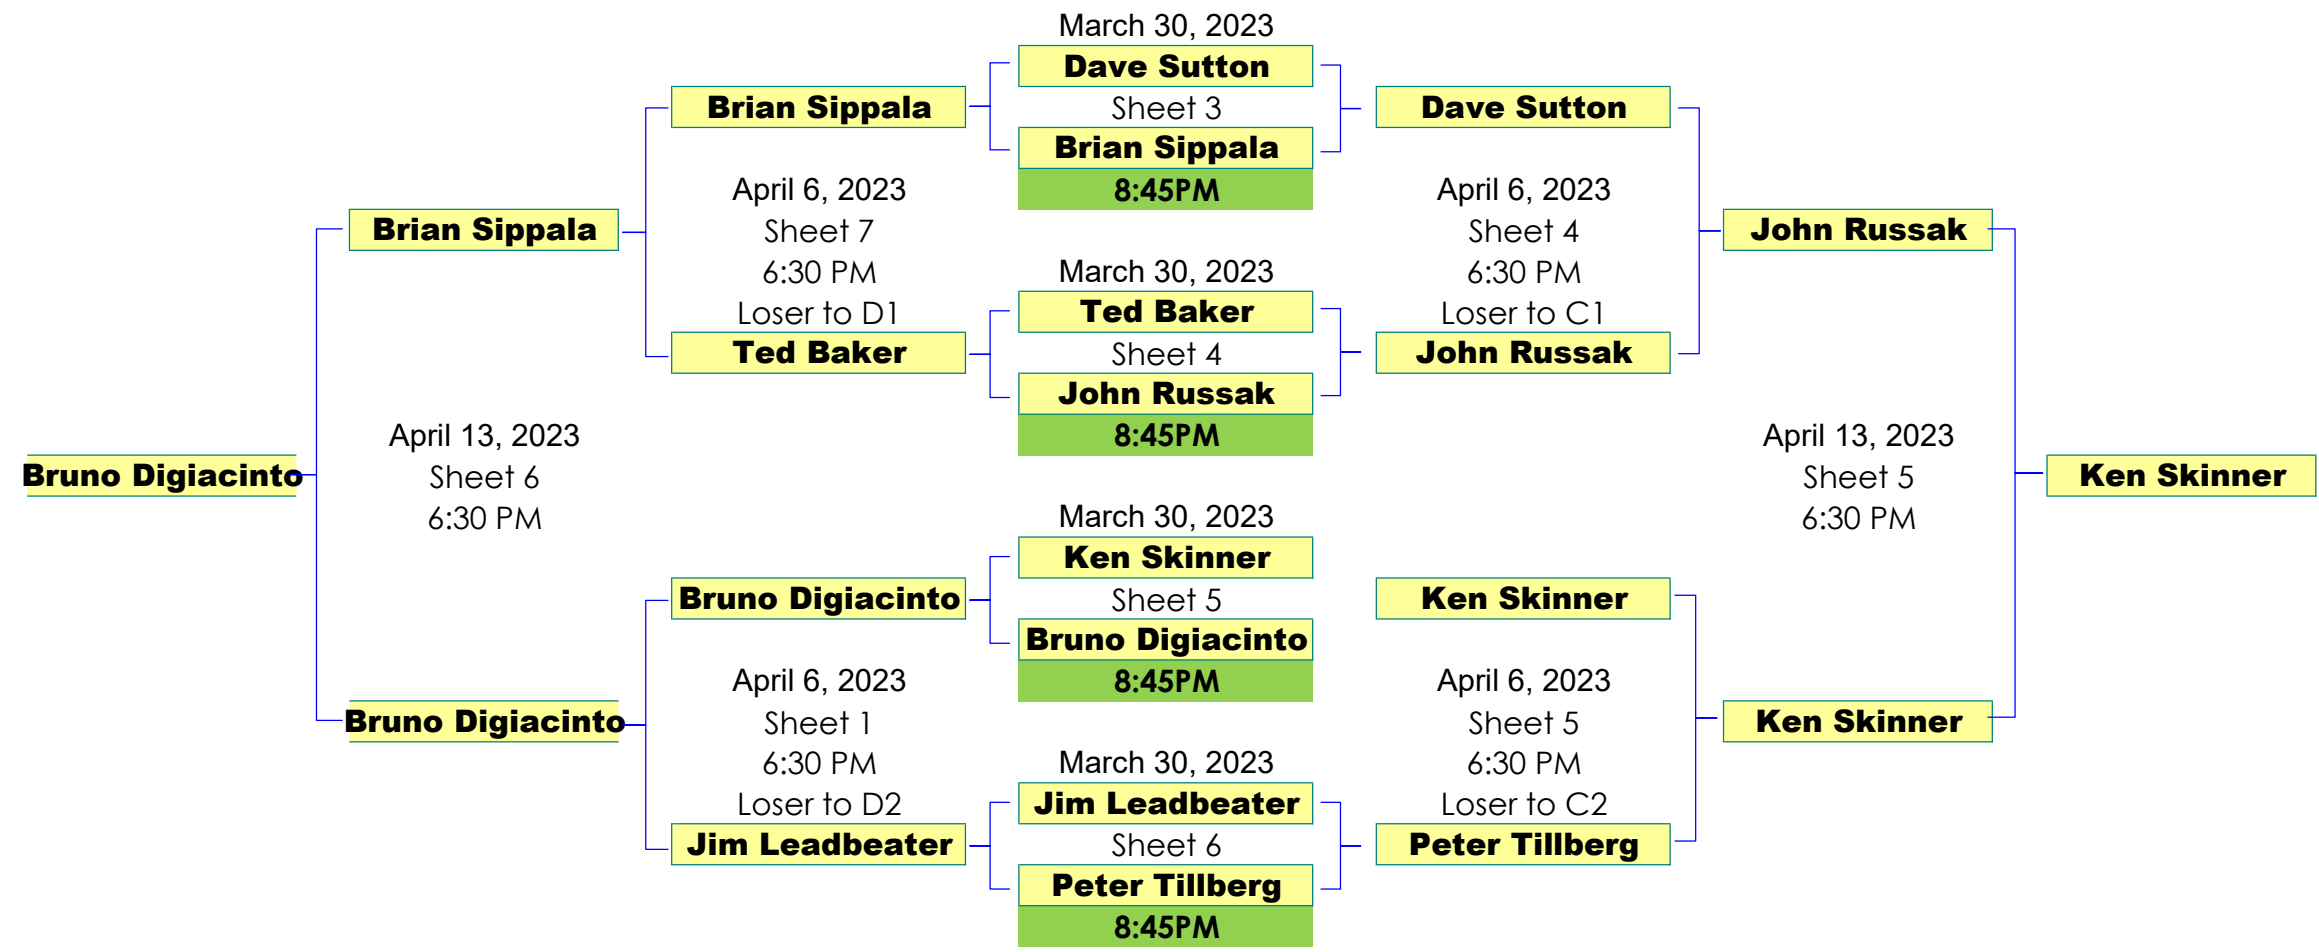 March 30, 2023
Dave Sutton
Brian Sippala
Sheet 3
Dave Sutton
Brian Sippala
April 6, 2023
8:45PM
April 6, 2023
Brian Sippala
Sheet 7
Sheet 4
John Russak
6:30 PM
March 30, 2023
6:30 PM
Loser to D1
Ted Baker
Loser to C1
Ted Baker
Sheet 4
John Russak
John Russak
April 13, 2023
8:45PM
April 13, 2023
Bruno Digiacinto
Sheet 6
Sheet 5
Ken Skinner
6:30 PM
March 30, 2023
6:30 PM
Ken Skinner
Bruno Digiacinto
Sheet 5
Ken Skinner
Bruno Digiacinto
April 6, 2023
8:45PM
April 6, 2023
Bruno Digiacinto
Sheet 1
Sheet 5
Ken Skinner
6:30 PM
March 30, 2023
6:30 PM
Loser to D2
Jim Leadbeater
Loser to C2
Jim Leadbeater
Sheet 6
Peter Tillberg
Peter Tillberg
8:45PM